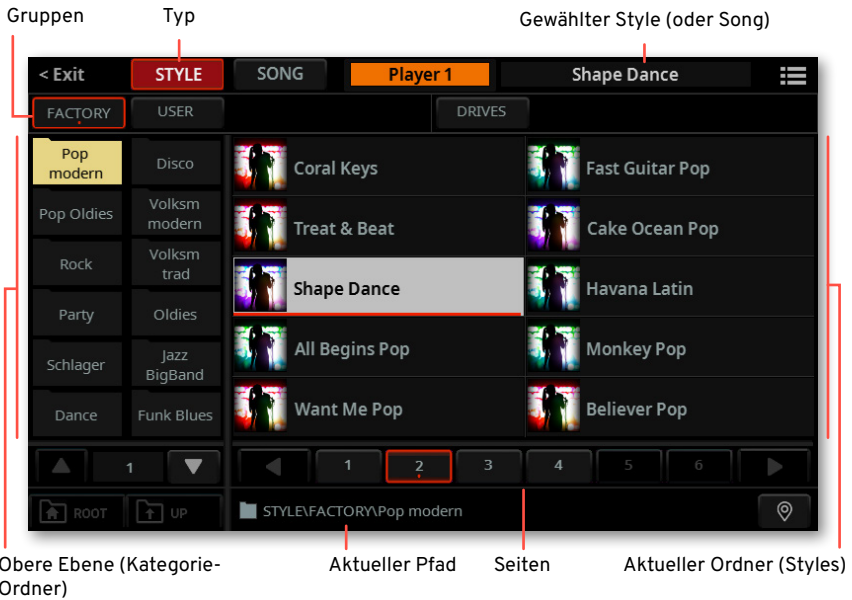 Gruppen Typ Gewählter Style (oder Song)
< Exit STYLE SONG Player 1 Shape Dance
FACTORY USER DRIVES
Pop modern Disco Coral Keys Fast Guitar Pop
Pop Oldies Volksm modern Treat & Beat Cake Ocean Pop
Rock Volksm trad Shape Dance Havana Latin
Party Oldies All Begins Pop Monkey Pop
Schlager Jazz BigBand Want Me Pop Believer Pop
Dance Funk Blues
1 1 2 3 4 5 6
ROOT UP STYLE\FACTORY\Pop modern
Obere Ebene (Kategorie- Aktueller Pfad Seiten Aktueller Ordner (Styles)
Ordner)